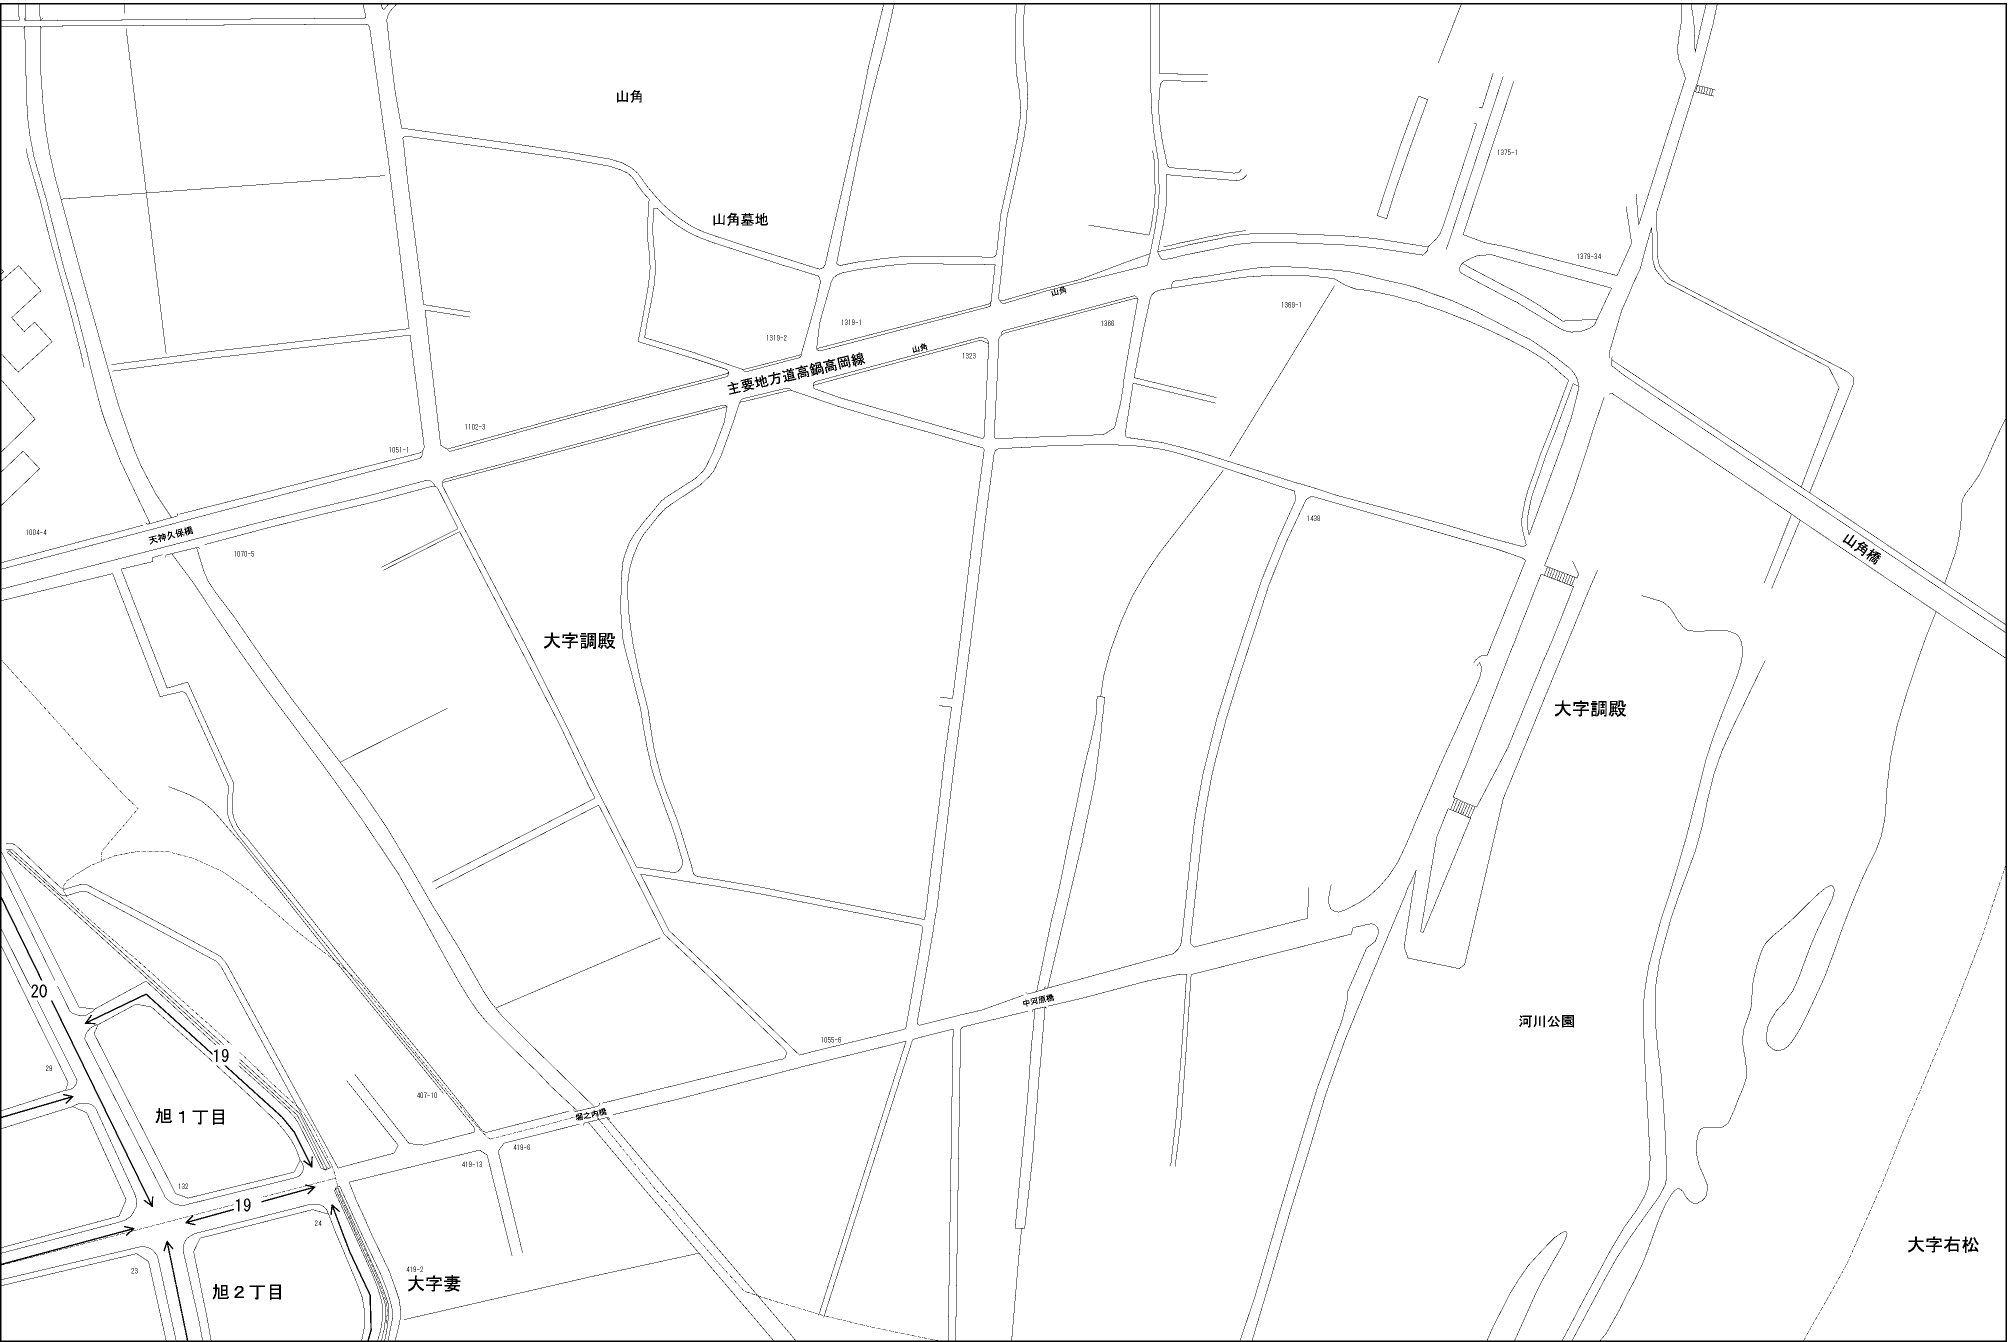 山角
1375-1
山角墓地
1379-34
山角
1369-1
1319-1
1366
1319-2
山角
1323
主要地方道高鍋高岡線
1102-3
1051-1
1438
1004-4
天神久保橋
1070-5
山角橋
大字調殿
大字調殿
20
中河原橋
河川公園
1055-6
19
29
407-10
旭１丁目
堀之内橋
419-6
419-13
132
19
24
大字右松
23
419-2
大字妻
旭２丁目